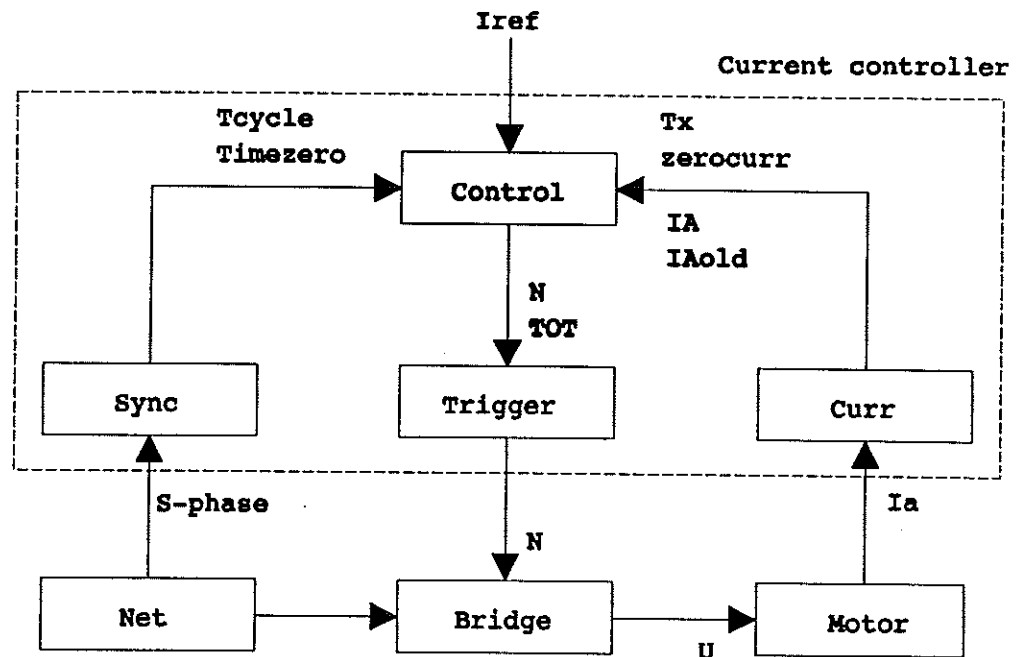 Iref
Current controller
Tcycle
Timezero
Tx
zerocurr
Control
IA
IAold
N
TOT
Sync
Trigger
Curr
S-phase
Ia
N
Net
Bridge
Motor
U